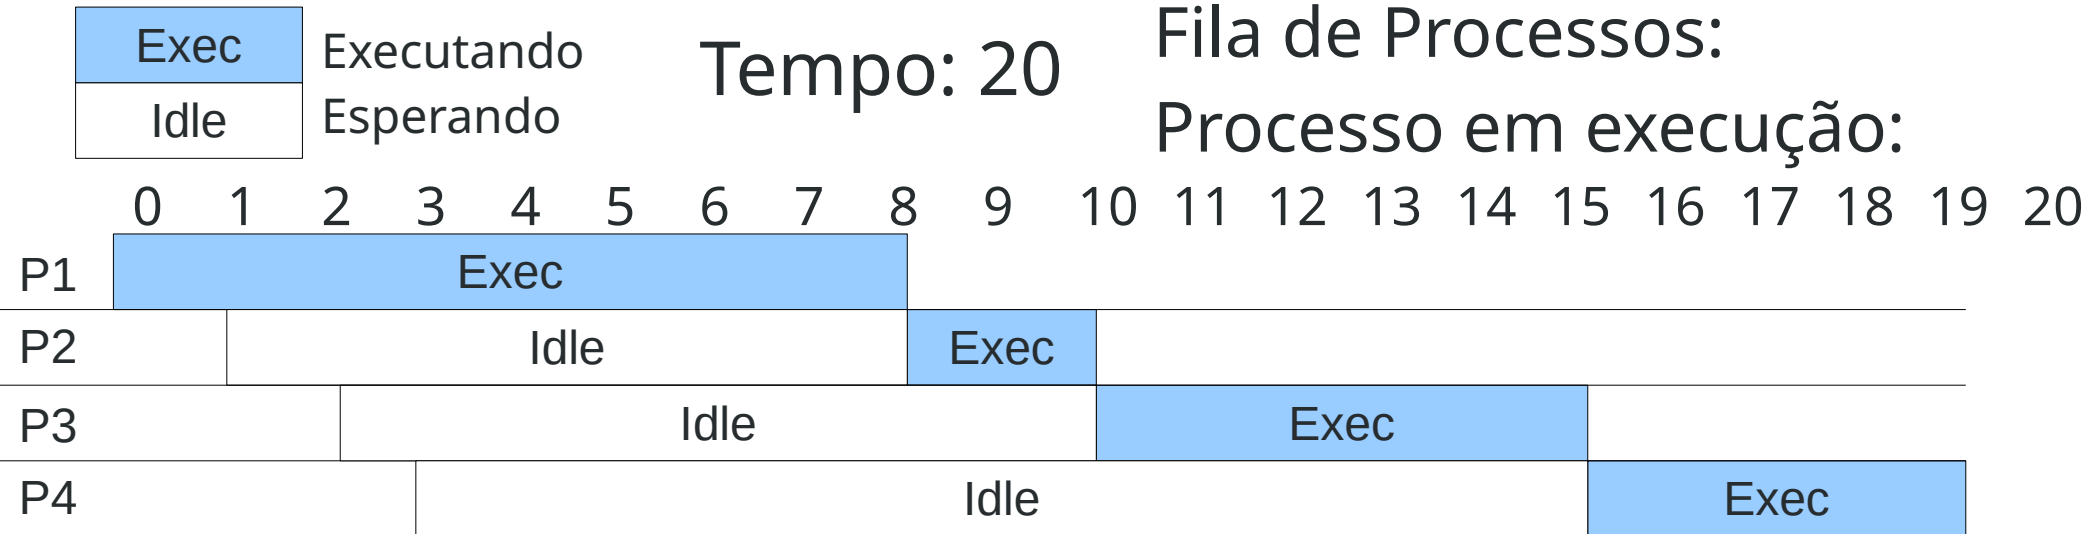 Exec
Executando
Idle
Esperando
Tempo: 20
Fila de Processos:
Processo em execução:
0 1 2 3 4 5 6 7 8 9 10 11 12 13 14 15 16 17 18 19 20
P1 Exec
P2 Idle Exec
P3 Idle Exec
P4 Idle Exec